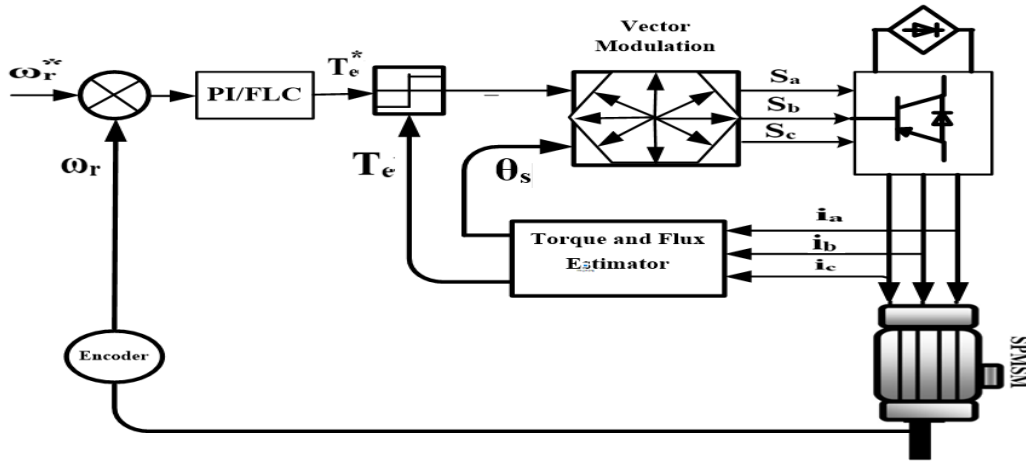 Vector
Modulation
ωr*
PI/FLC
Te*
Sa
Sb
Sc
ωr
Te
θs
Torque and Flux
Estimator
ia
ib
ic
Encoder
SPMSM